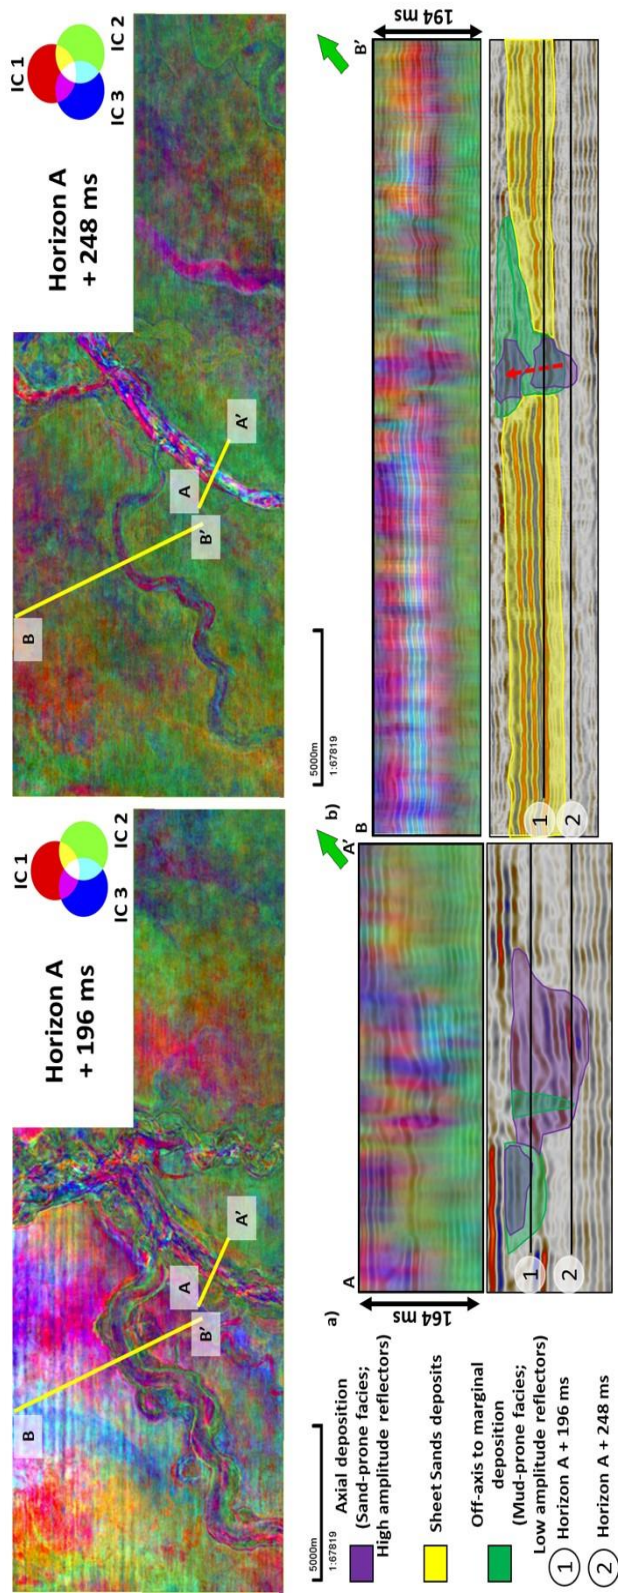 Horizon A
+ 196 ms
IC 1
IC 2
IC 3
B
B'
A
A'
5000m
1:67819
Horizon A
+ 248 ms
IC 1
IC 2
IC 3
B
B'
A
A'
5000m
1:67819
Axial deposition
(Sand-prone facies;
High amplitude reflectors)
Sheet Sands deposits
Off-axis to marginal
deposition
(Mud-prone facies;
Low amplitude reflectors)
1 Horizon A + 196 ms
2 Horizon A + 248 ms
a)
A
A'
164 ms
1
2
b)
B
B'
194 ms
1
2